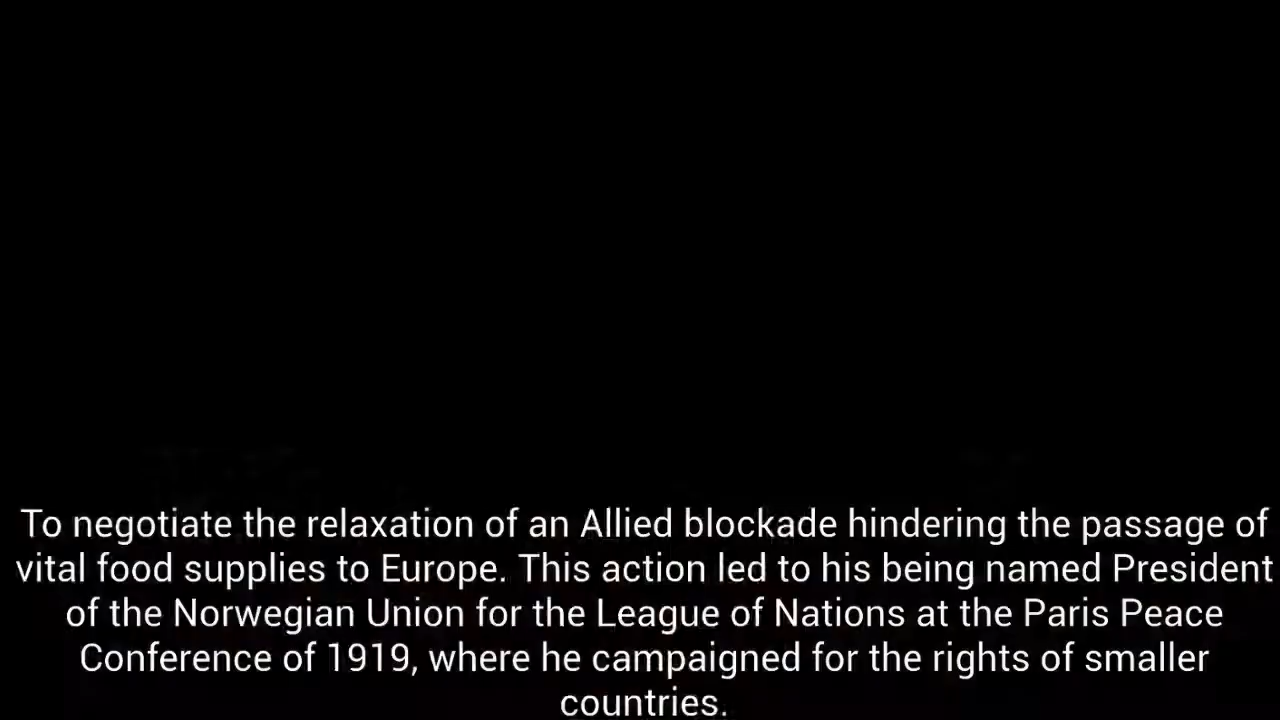 To negotiate the relaxation of an Allied blockade hindering the passage of
vital food supplies to Europe. This action led to his being named President
of the Norwegian Union for the League of Nations at the Paris Peace
Conference of 1919, where he campaigned for the rights of smaller
countries.